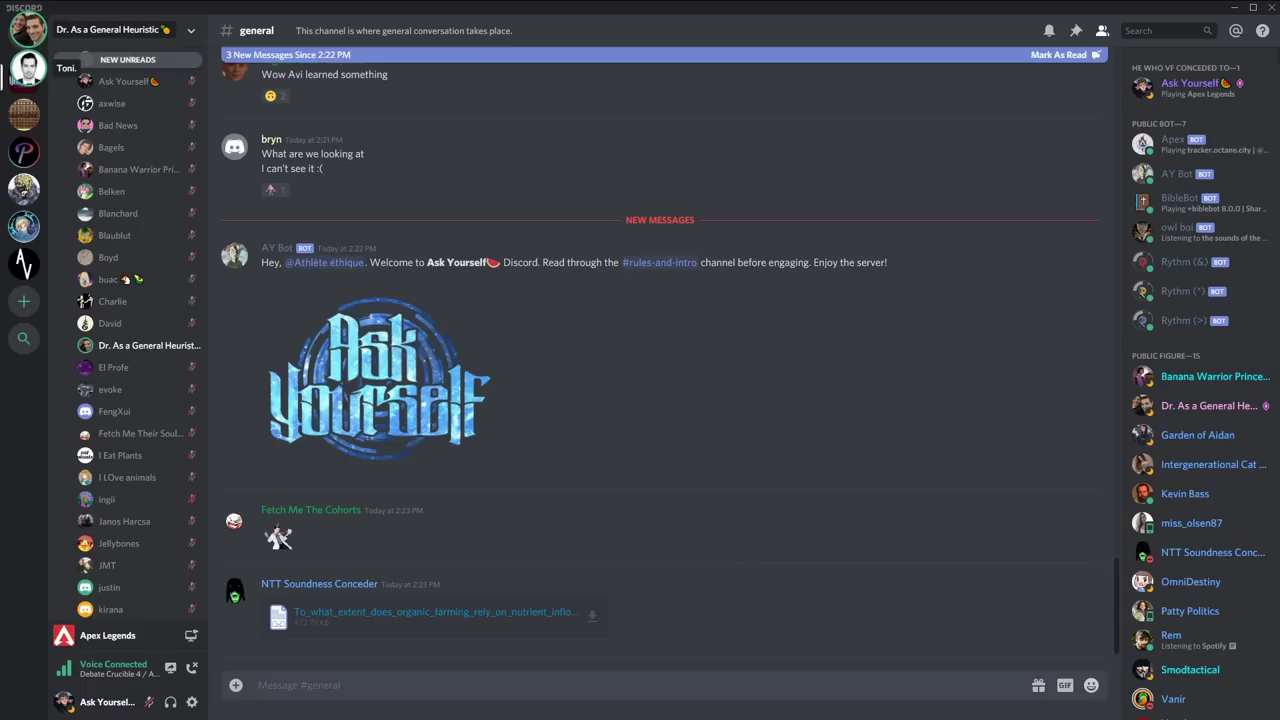 DISCORD
Dr. As a General Heuristic
general
This channel is where general conversation takes place.
Search
3 New Messages Since 2:22 PM
Mark As Read
Toni.
NEW UNREADS
Ask Yourself
axwise
Bad News
Bagels
Banana Warrior Pri...
Belken
Blanchard
Blaublut
Boyd
buac
Charlie
David
Dr. As a General Heurist...
El Profe
evoke
FengXui
Fetch Me Their Soul...
I Eat Plants
I LOve animals
ingii
Janos Harcsa
Jellybones
JMT
justin
kirana
Apex Legends
Voice Connected
Debate Crucible 4 / A...
Ask Yoursel...
Wow Avi learned something
2
bryn Today at 2:21 PM
What are we looking at
I can't see it :(
1
NEW MESSAGES
AY Bot BOT Today at 2:22 PM
Hey, @Athlète éthique. Welcome to Ask Yourself Discord. Read through the #rules-and-intro channel before engaging. Enjoy the server!
Ask
Yourself
Fetch Me The Cohorts Today at 2:23 PM
NTT Soundness Conceder Today at 2:23 PM
To_what_extent_does_organic_farming_rely_on_nutrient_inflo...
472.79 KB
Message #general
GIF
HE WHO VF CONCEDED TO—1
Ask Yourself
Playing Apex Legends
PUBLIC BOT—7
Apex BOT
Playing tracker.octane.city | @...
AY Bot BOT
BibleBot BOT
Playing +biblebot 8.0.0 | Shar...
owl boi BOT
Listening to the sounds of the ...
Rythm (&) BOT
Rythm (*) BOT
Rythm (>) BOT
PUBLIC FIGURE—15
Banana Warrior Prince...
Dr. As a General He...
Garden of Aidan
Intergenerational Cat ...
Kevin Bass
miss_olsen87
NTT Soundness Conc...
OmniDestiny
Patty Politics
Rem
Listening to Spotify
Smodtactical
Vanir